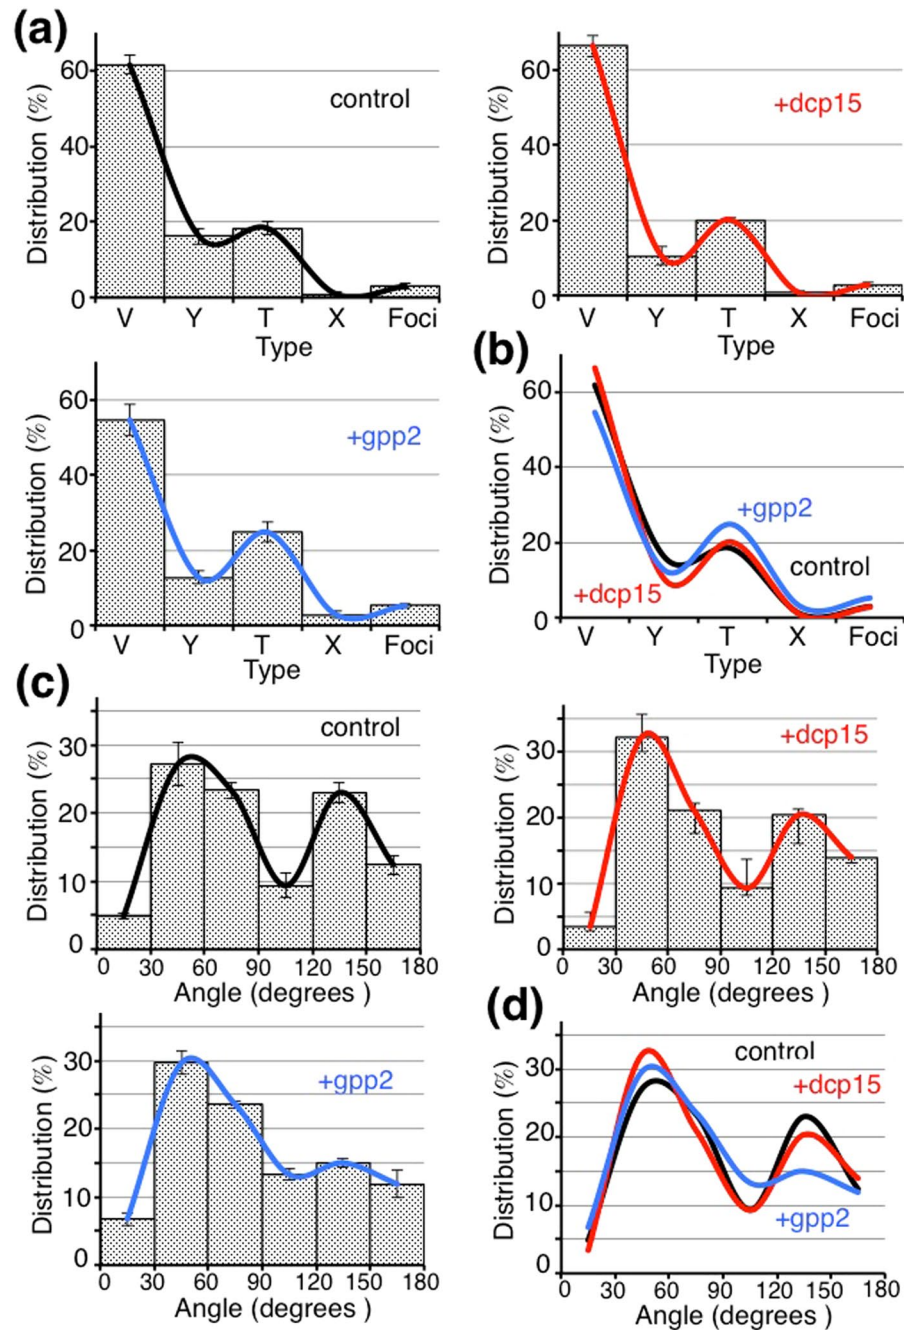 (a)
Distribution (%)
60
40
20
0
control
V Y T X Foci
Type
Distribution (%)
60
40
20
0
+dcp15
V Y T X Foci
Type
Distribution (%)
60
40
20
0
+gpp2
V Y T X Foci
Type
(b)
Distribution (%)
60
40
20
0
+gpp2
control
+dcp15
V Y T X Foci
Type
(c)
Distribution (%)
30
20
10
0
control
0 30 60 90 120 150 180
Angle (degrees )
Distribution (%)
30
20
10
0
+dcp15
0 30 60 90 120 150 180
Angle (degrees )
Distribution (%)
30
20
10
0
+gpp2
0 30 60 90 120 150 180
Angle (degrees )
(d)
Distribution (%)
30
20
10
0
control
+dcp15
+gpp2
0 30 60 90 120 150 180
Angle (degrees )